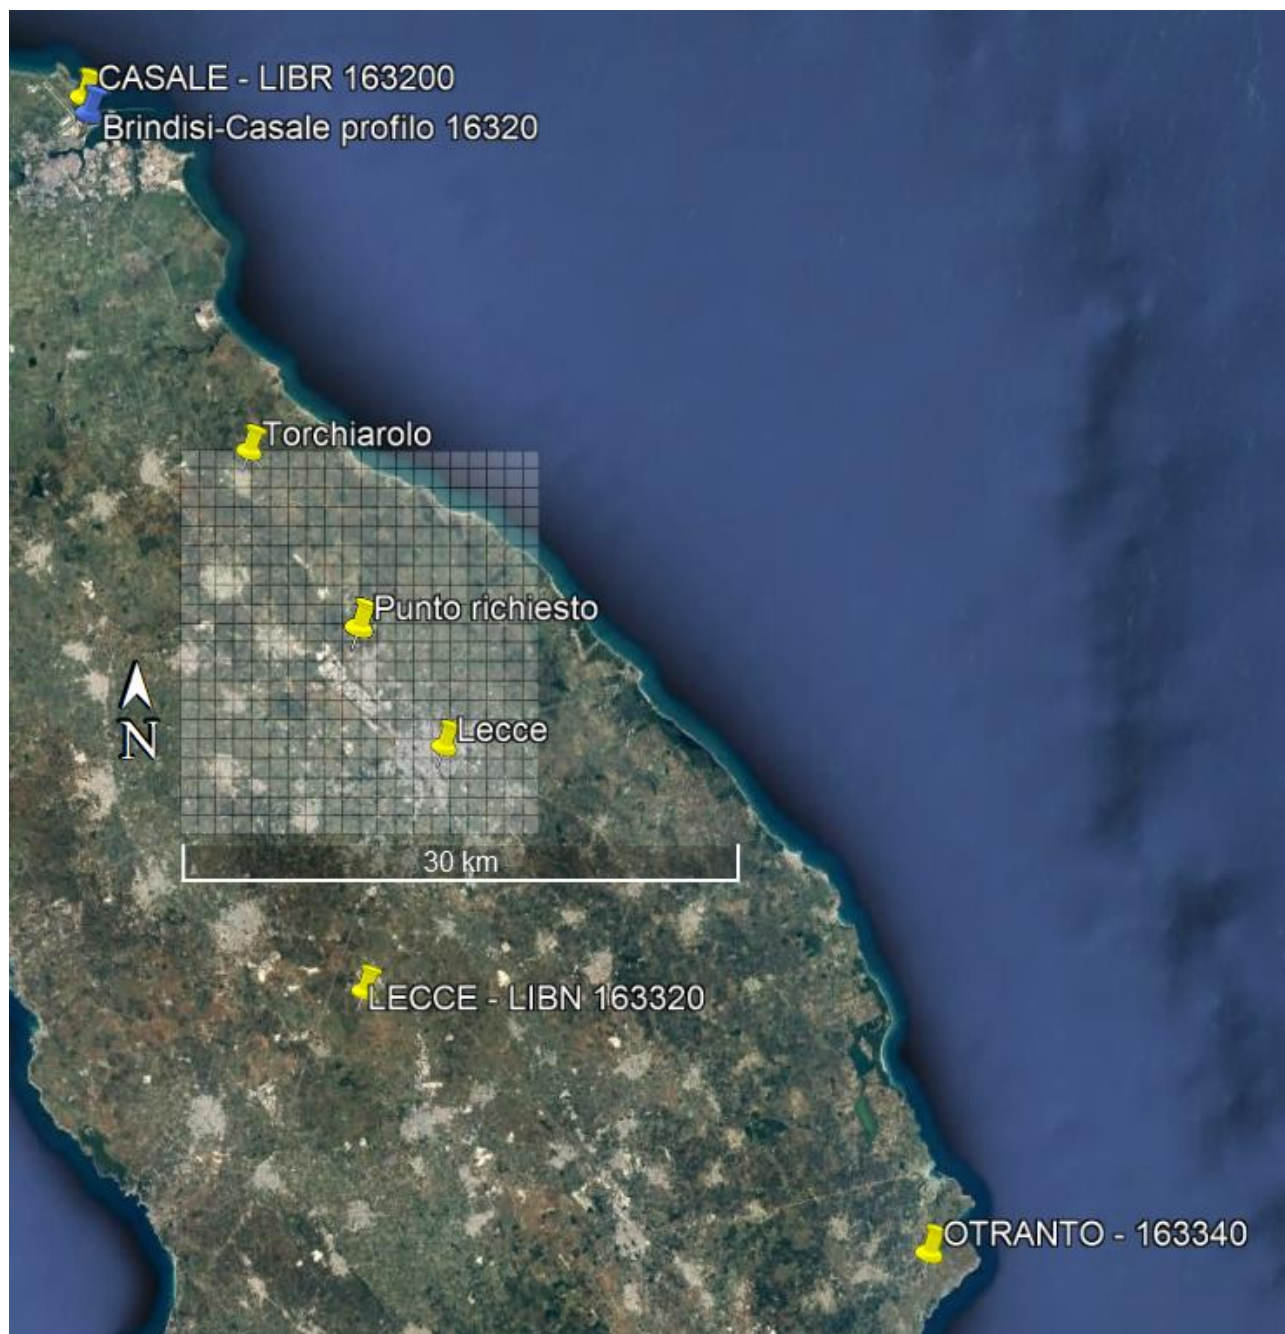 CASALE - LIBR 163200
Brindisi-Casale profilo 16320
Torchiarolo
Punto richiesto
Lecce
N
30 km
LECCE - LIBN 163320
OTRANTO - 163340